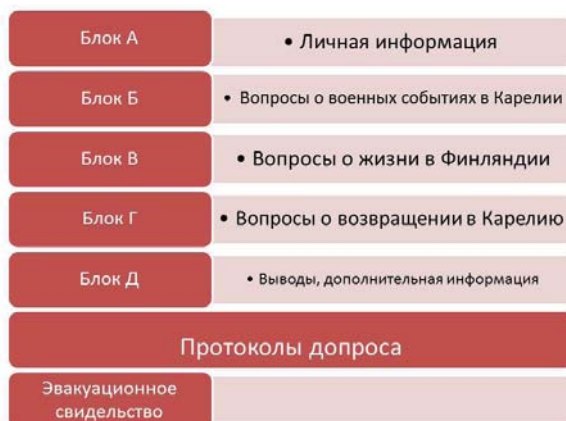 Блок А
• Личная информация
Блок Б
• Вопросы о военных событиях в Карелии
Блок В
• Вопросы о жизни в Финляндии
Блок Г
• Вопросы о возвращении в Карелию
Блок Д
• Выводы, дополнительная информация
Протоколы допроса
Эвакуационное
свидельство